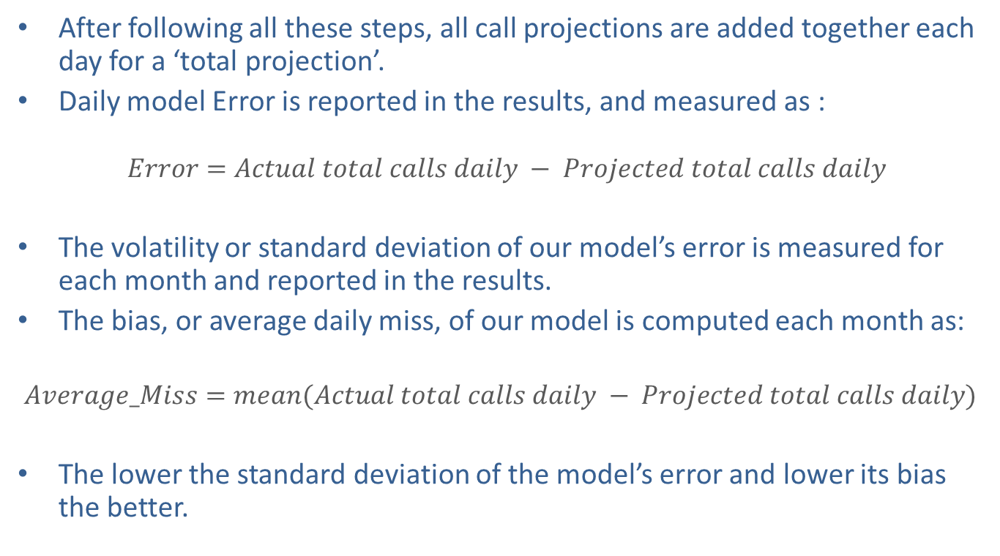 • After following all these steps, all call projections are added together each
day for a ‘total projection’.
• Daily model Error is reported in the results, and measured as :
Error = Actual total calls daily − Projected total calls daily
• The volatility or standard deviation of our model’s error is measured for
each month and reported in the results.
• The bias, or average daily miss, of our model is computed each month as:
Average_Miss = mean(Actual total calls daily − Projected total calls daily)
• The lower the standard deviation of the model’s error and lower its bias
the better.